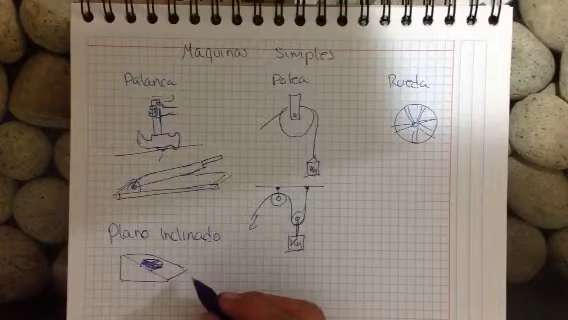 Maquinas Simples
Palanca Polea Rueda
Kg
Kg
Plano Inclinado